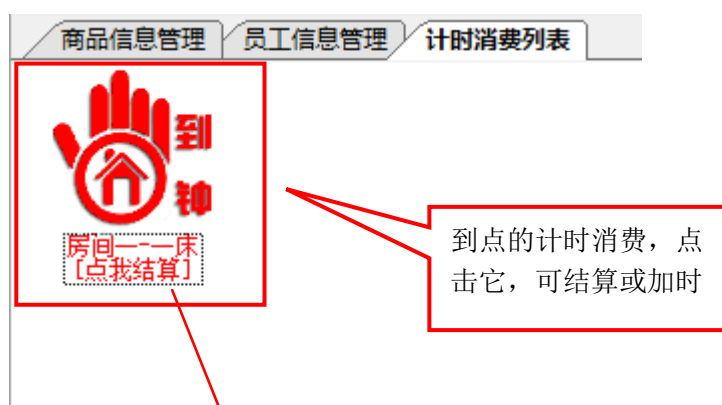 商品信息管理 员工信息管理 计时消费列表
到
钟
房间一-一床
[点我结算]
到点的计时消费，点
击它，可结算或加时